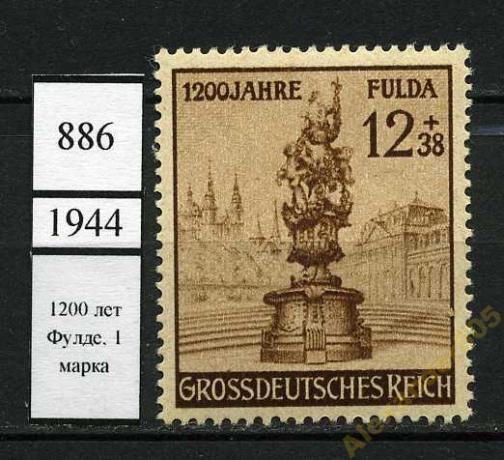 886
1944
1200 лет
Фулде, 1
марка
1200 JAHRE FULDA
12+38
GROSSDEUTSCHES REICH